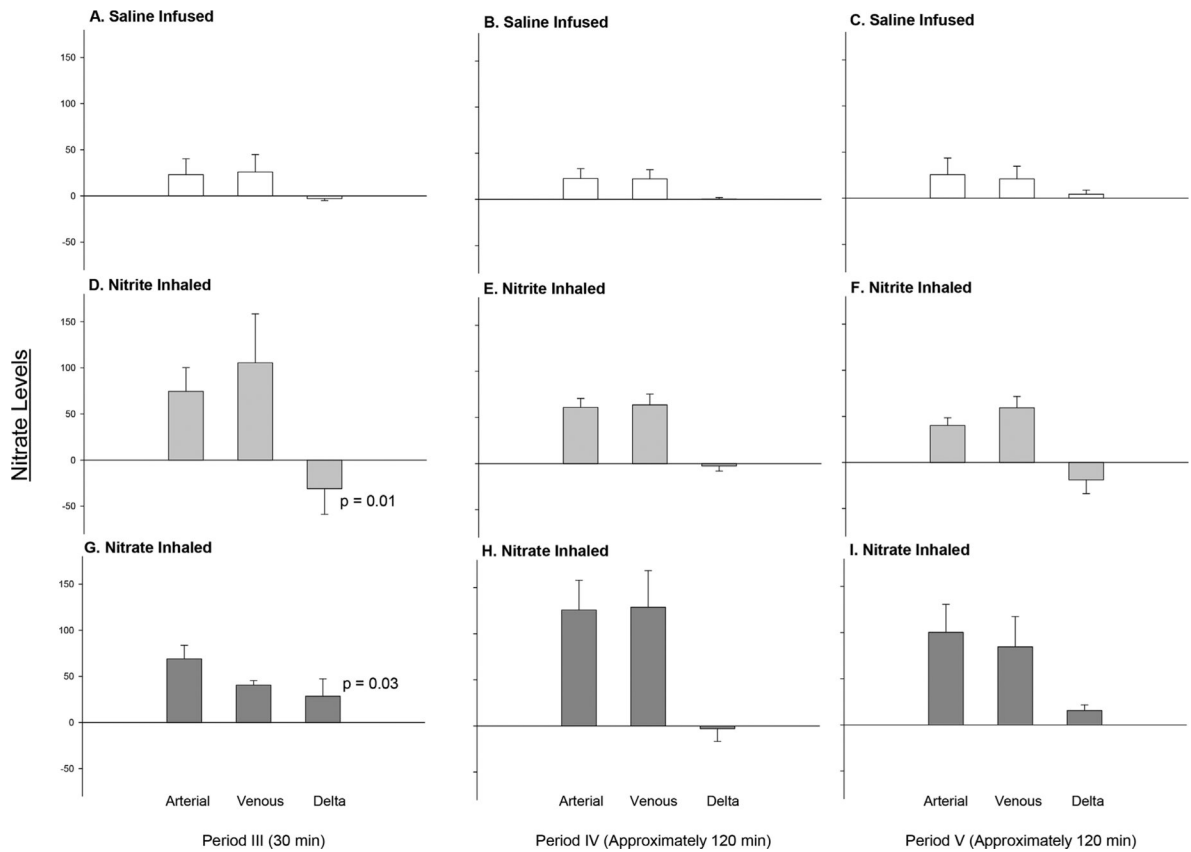 A. Saline Infused
B. Saline Infused
C. Saline Infused
150
100
50
0
-50
D. Nitrite Inhaled
E. Nitrite Inhaled
F. Nitrite Inhaled
150
100
50
0
-50
p = 0.01
Nitrate Levels
G. Nitrate Inhaled
H. Nitrate Inhaled
I. Nitrate Inhaled
150
100
50
0
-50
p = 0.03
Arterial Venous Delta
Arterial Venous Delta
Arterial Venous Delta
Period III (30 min)
Period IV (Approximately 120 min)
Period V (Approximately 120 min)